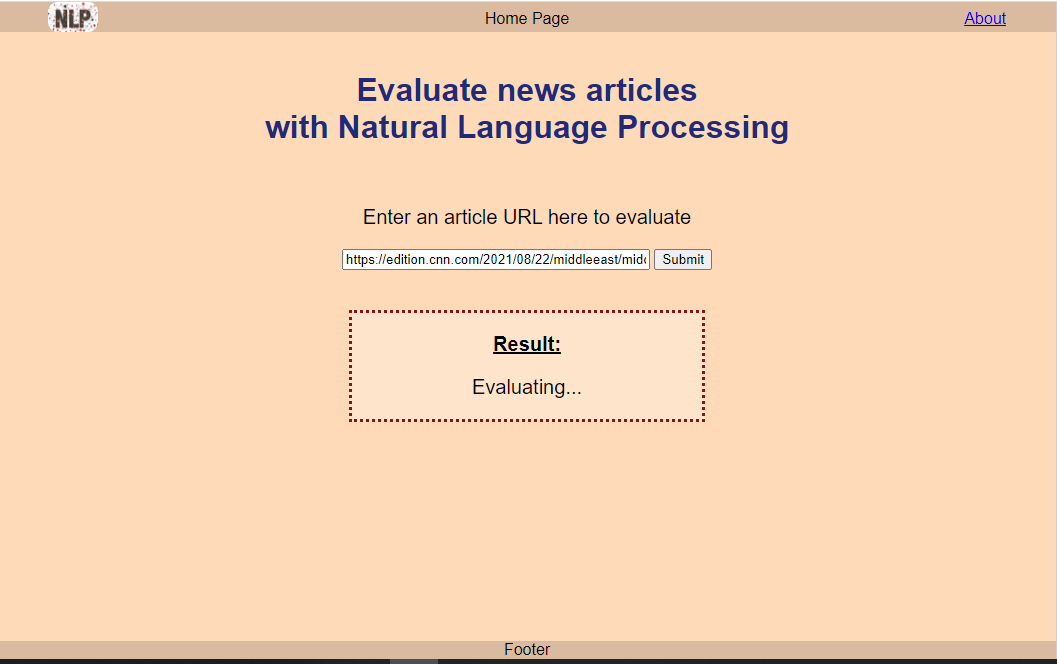 NLP
Home Page
About
Evaluate news articles
with Natural Language Processing
Enter an article URL here to evaluate
https://edition.cnn.com/2021/08/22/middleeast/mid
Submit
Result:
Evaluating...
Footer